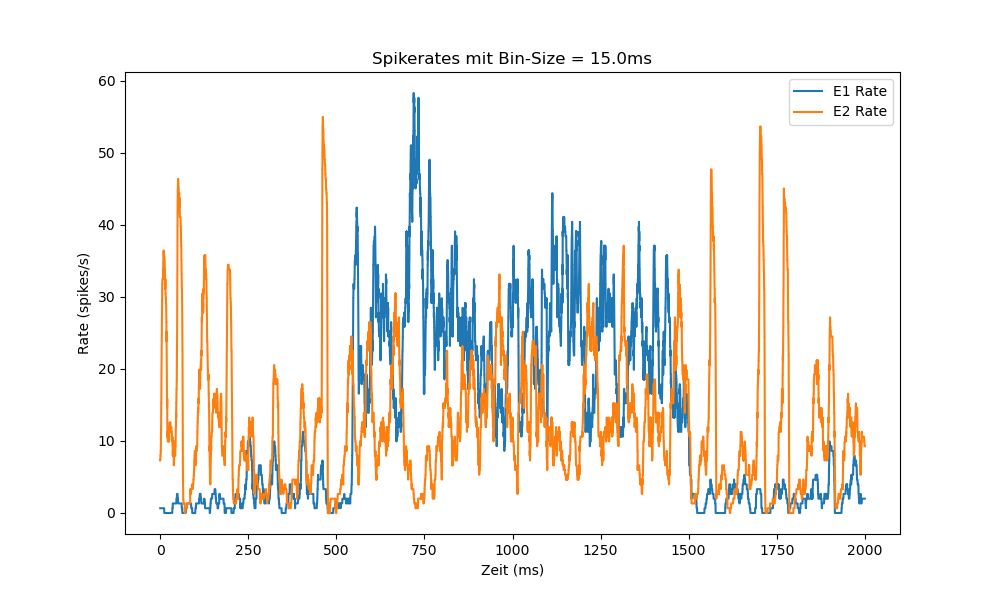 Spikerates mit Bin-Size = 15.0ms
E1 Rate
E2 Rate
60
50
40
30
20
10
0
Rate (spikes/s)
0 250 500 750 1000 1250 1500 1750 2000
Zeit (ms)